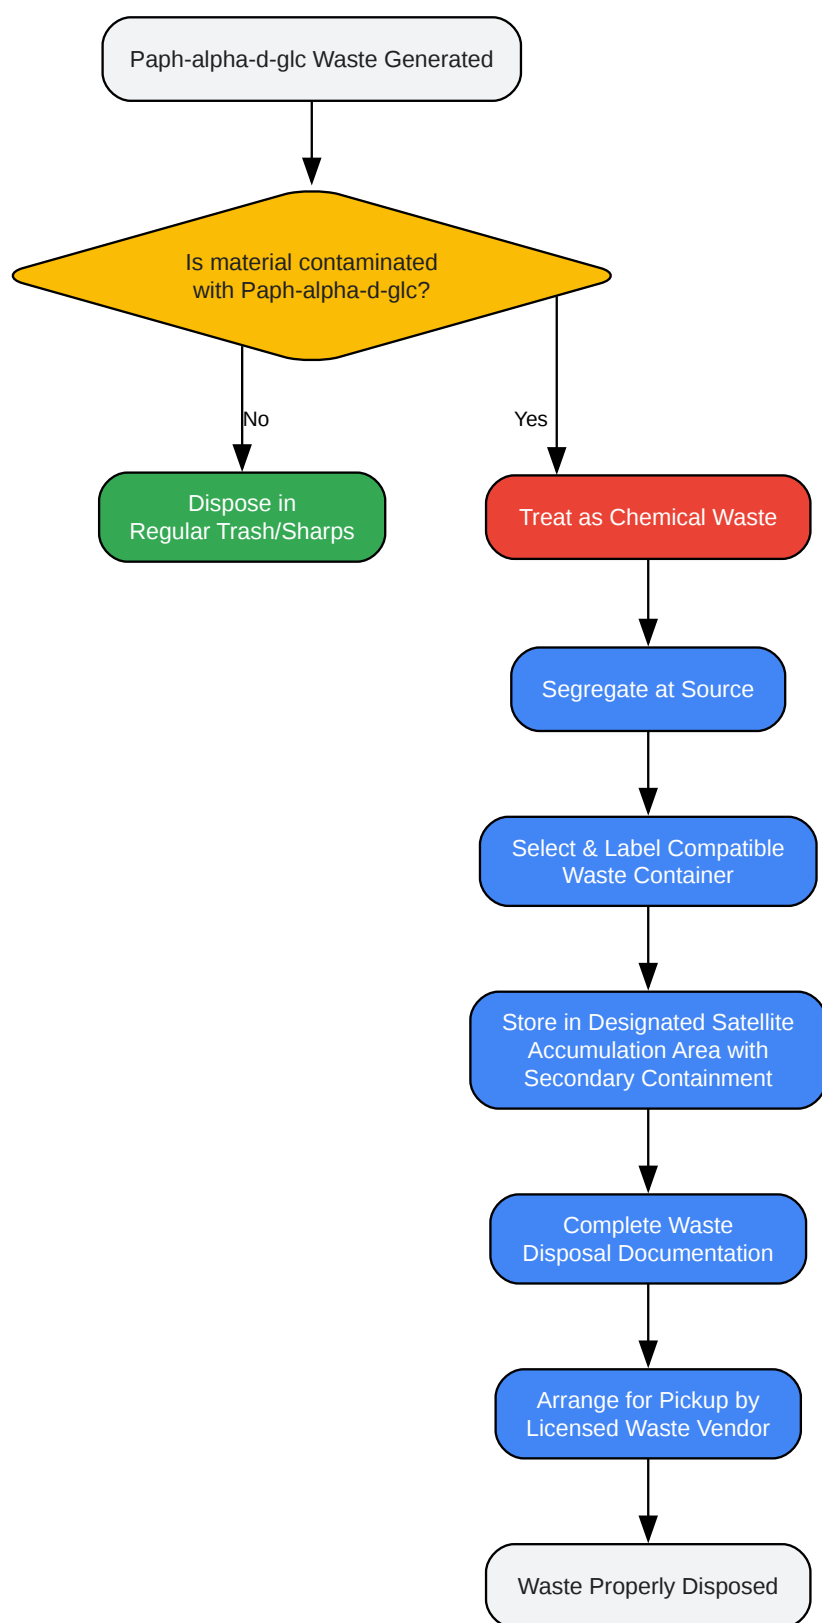 Paph-alpha-d-glc Waste Generated
Is material contaminated
with Paph-alpha-d-glc?
No
Yes
Dispose in
Regular Trash/Sharps
Treat as Chemical Waste
Segregate at Source
Select & Label Compatible
Waste Container
Store in Designated Satellite
Accumulation Area with
Secondary Containment
Complete Waste
Disposal Documentation
Arrange for Pickup by
Licensed Waste Vendor
Waste Properly Disposed